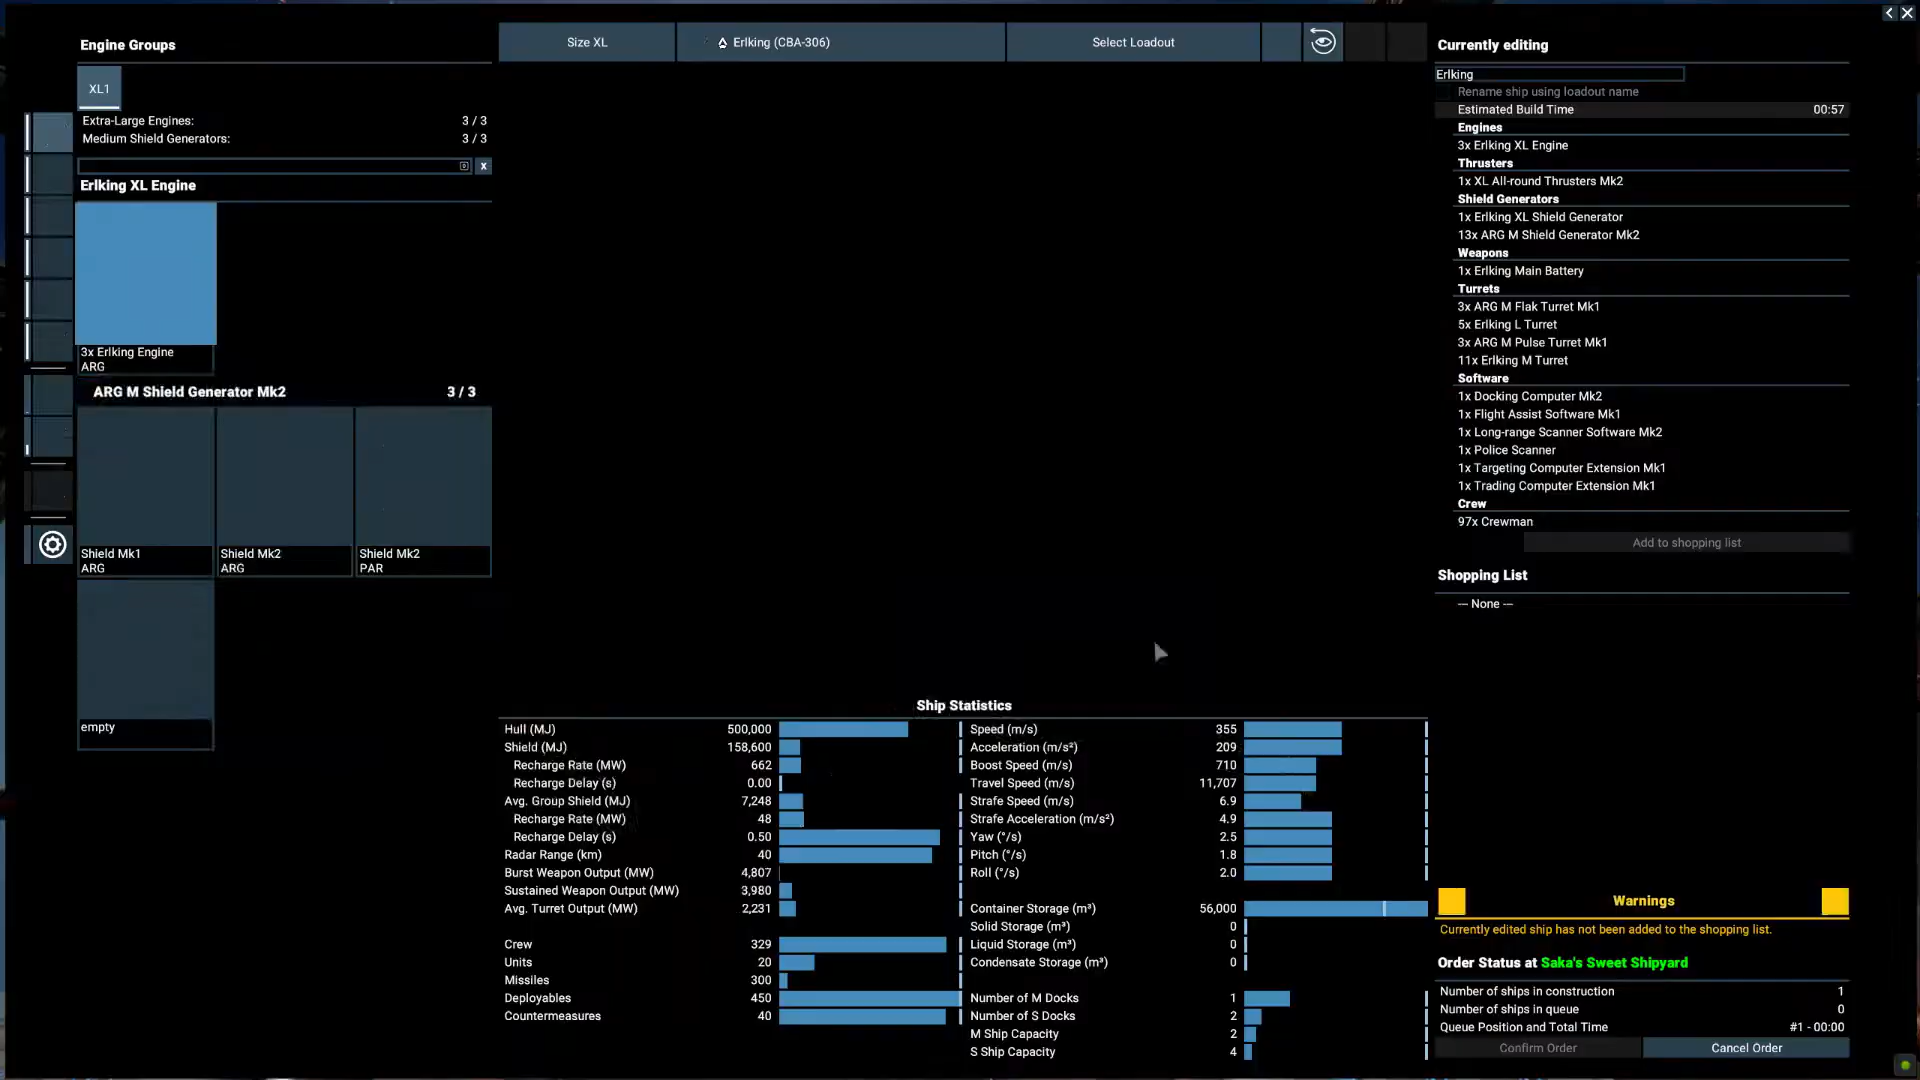 Engine Groups
XL1
Extra-Large Engines: 3 / 3
Medium Shield Generators: 3 / 3
x
Erlking XL Engine
3x Erlking Engine
ARG
ARG M Shield Generator Mk2 3 / 3
Shield Mk1
ARG
Shield Mk2
ARG
Shield Mk2
PAR
empty
Size XL
Erlking (CBA-306)
Select Loadout
Ship Statistics
Hull (MJ) 500,000
Shield (MJ) 158,600
Recharge Rate (MW) 662
Recharge Delay (s) 0.00
Avg. Group Shield (MJ) 7,248
Recharge Rate (MW) 48
Recharge Delay (s) 0.50
Radar Range (km) 40
Burst Weapon Output (MW) 4,807
Sustained Weapon Output (MW) 3,980
Avg. Turret Output (MW) 2,231
Crew 329
Units 20
Missiles 300
Deployables 450
Countermeasures 40
Speed (m/s) 355
Acceleration (m/s²) 209
Boost Speed (m/s) 710
Travel Speed (m/s) 11,707
Strafe Speed (m/s) 6.9
Strafe Acceleration (m/s²) 4.9
Yaw (°/s) 2.5
Pitch (°/s) 1.8
Roll (°/s) 2.0
Container Storage (m³) 56,000
Solid Storage (m³) 0
Liquid Storage (m³) 0
Condensate Storage (m³) 0
Number of M Docks 1
Number of S Docks 2
M Ship Capacity 2
S Ship Capacity 4
Currently editing
Erlking
Rename ship using loadout name
Estimated Build Time 00:57
Engines
3x Erlking XL Engine
Thrusters
1x XL All-round Thrusters Mk2
Shield Generators
1x Erlking XL Shield Generator
13x ARG M Shield Generator Mk2
Weapons
1x Erlking Main Battery
Turrets
3x ARG M Flak Turret Mk1
5x Erlking L Turret
3x ARG M Pulse Turret Mk1
11x Erlking M Turret
Software
1x Docking Computer Mk2
1x Flight Assist Software Mk1
1x Long-range Scanner Software Mk2
1x Police Scanner
1x Targeting Computer Extension Mk1
1x Trading Computer Extension Mk1
Crew
97x Crewman
Add to shopping list
Shopping List
--- None ---
Warnings
Currently edited ship has not been added to the shopping list.
Order Status at Saka's Sweet Shipyard
Number of ships in construction 1
Number of ships in queue 0
Queue Position and Total Time #1 - 00:00
Confirm Order
Cancel Order